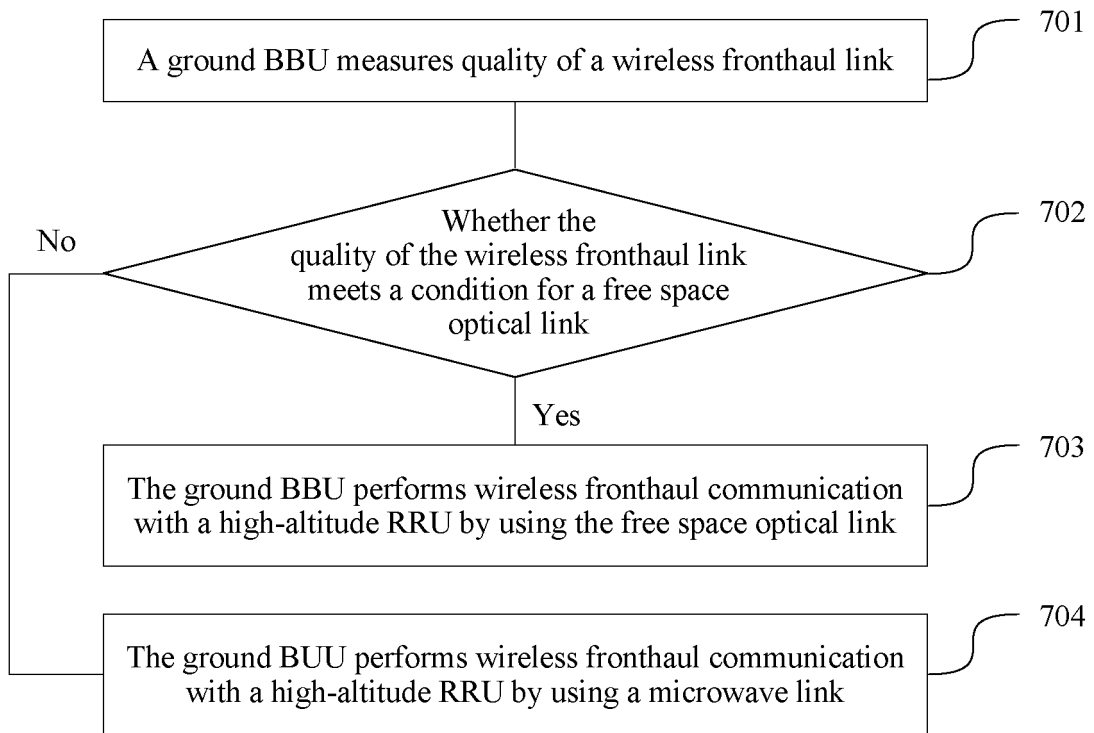 701
A ground BBU measures quality of a wireless fronthaul link
702
No
Whether the
quality of the wireless fronthaul link
meets a condition for a free space
optical link
Yes
703
The ground BBU performs wireless fronthaul communication
with a high-altitude RRU by using the free space optical link
704
The ground BUU performs wireless fronthaul communication
with a high-altitude RRU by using a microwave link